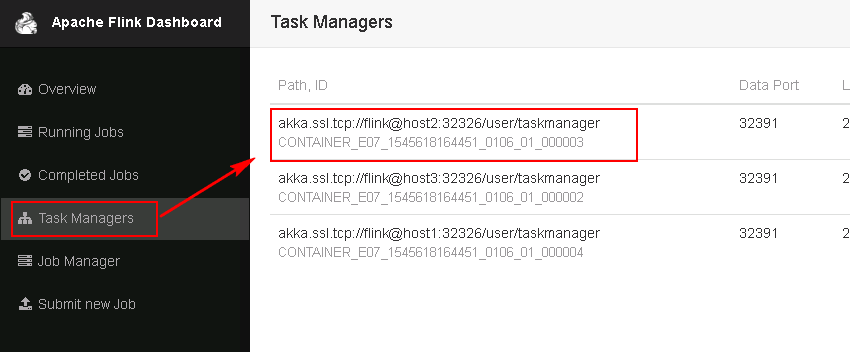 Apache Flink Dashboard
Overview
Running Jobs
Completed Jobs
Task Managers
Job Manager
Submit new Job
Task Managers
Path, ID Data Port L
akka.ssl.tcp://flink@host2:32326/user/taskmanager 32391 2
CONTAINER_E07_1545618164451_0106_01_000003
akka.ssl.tcp://flink@host3:32326/user/taskmanager 32391 2
CONTAINER_E07_1545618164451_0106_01_000002
akka.ssl.tcp://flink@host1:32326/user/taskmanager 32391 2
CONTAINER_E07_1545618164451_0106_01_000004